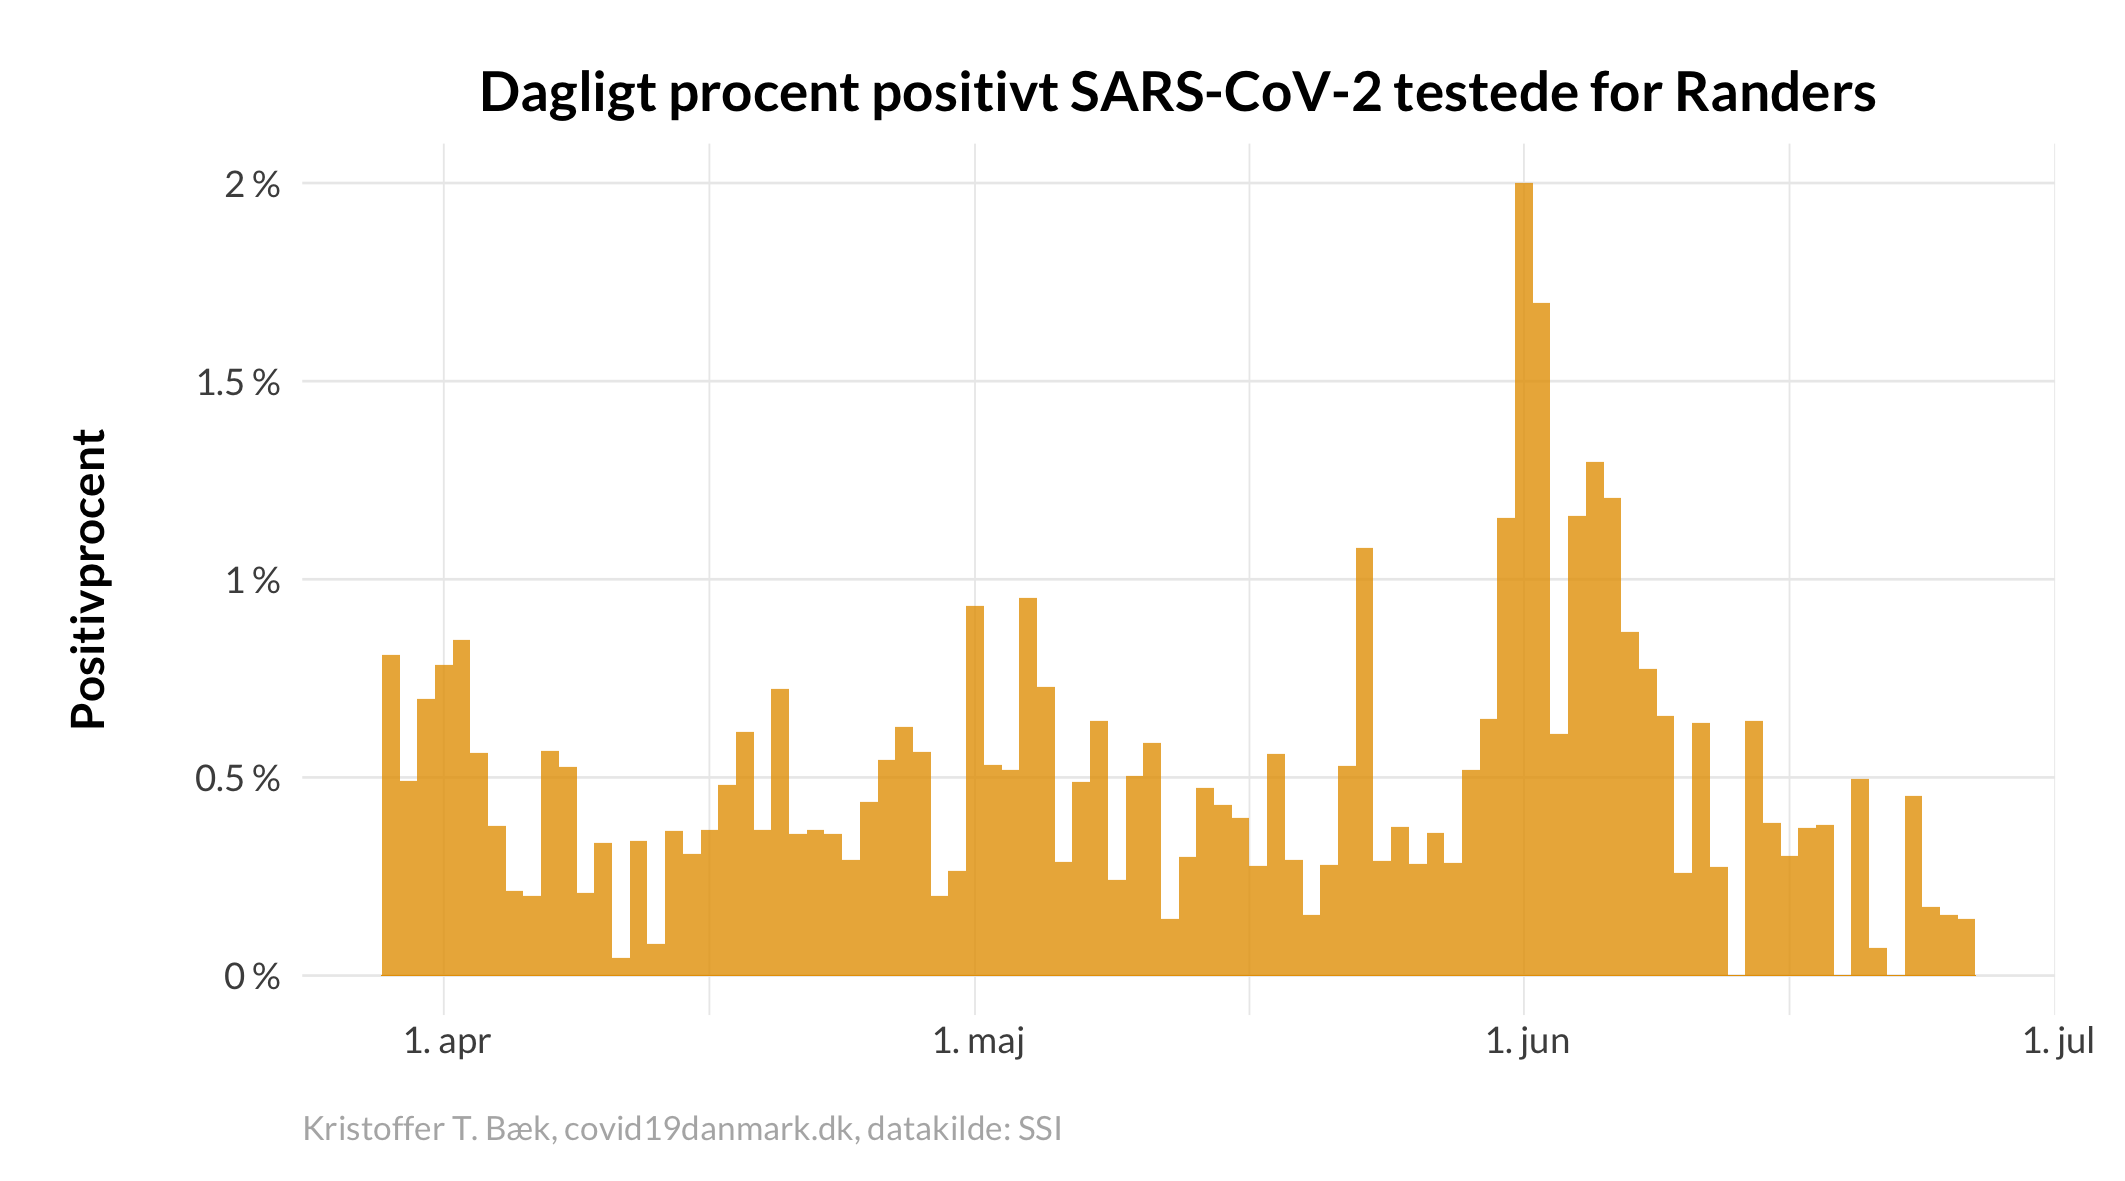 Dagligt procent positivt SARS-CoV-2 testede for Randers
Positivprocent
2 %
1.5 %
1 %
0.5 %
0 %
1. apr
1. maj
1. jun
1. jul
Kristoffer T. Bæk, covid19danmark.dk, datakilde: SSI